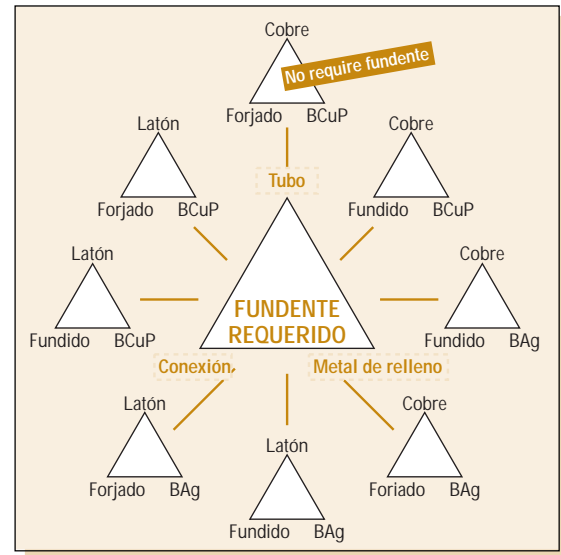 Cobre
No require fundente
Forjado BCuP
Latón
Cobre
Tubo
Forjado BCuP
Fundido BCuP
Latón
Cobre
FUNDENTE
REQUERIDO
Fundido BCuP
Fundido BAg
Conexión
Metal de relleno
Latón
Cobre
Latón
Forjado BAg
Foriado BAg
Fundido BAg